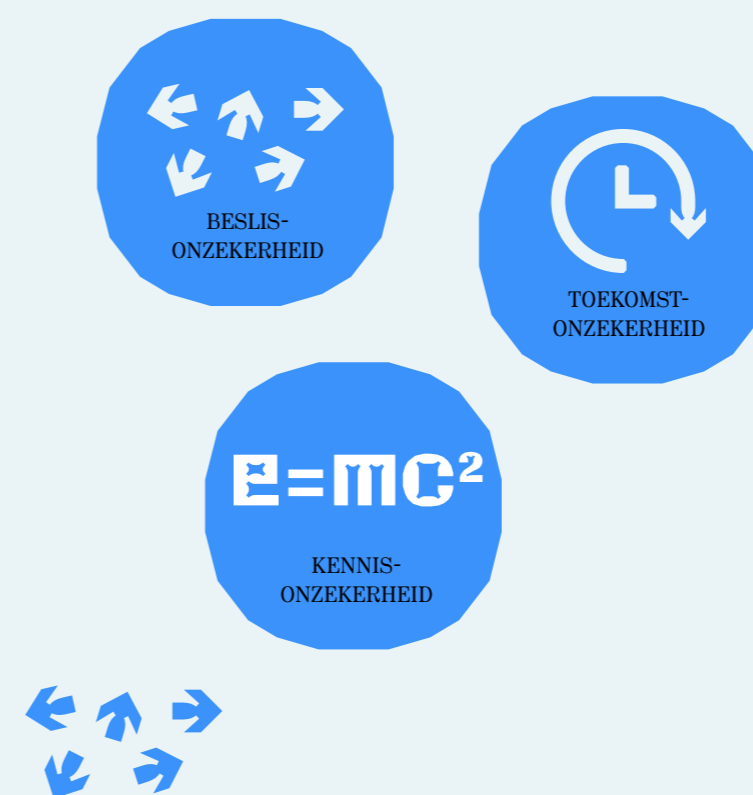 BESLIS-
ONZEKERHEID
TOEKOMST-
ONZEKERHEID
e=mc²
KENNIS-
ONZEKERHEID